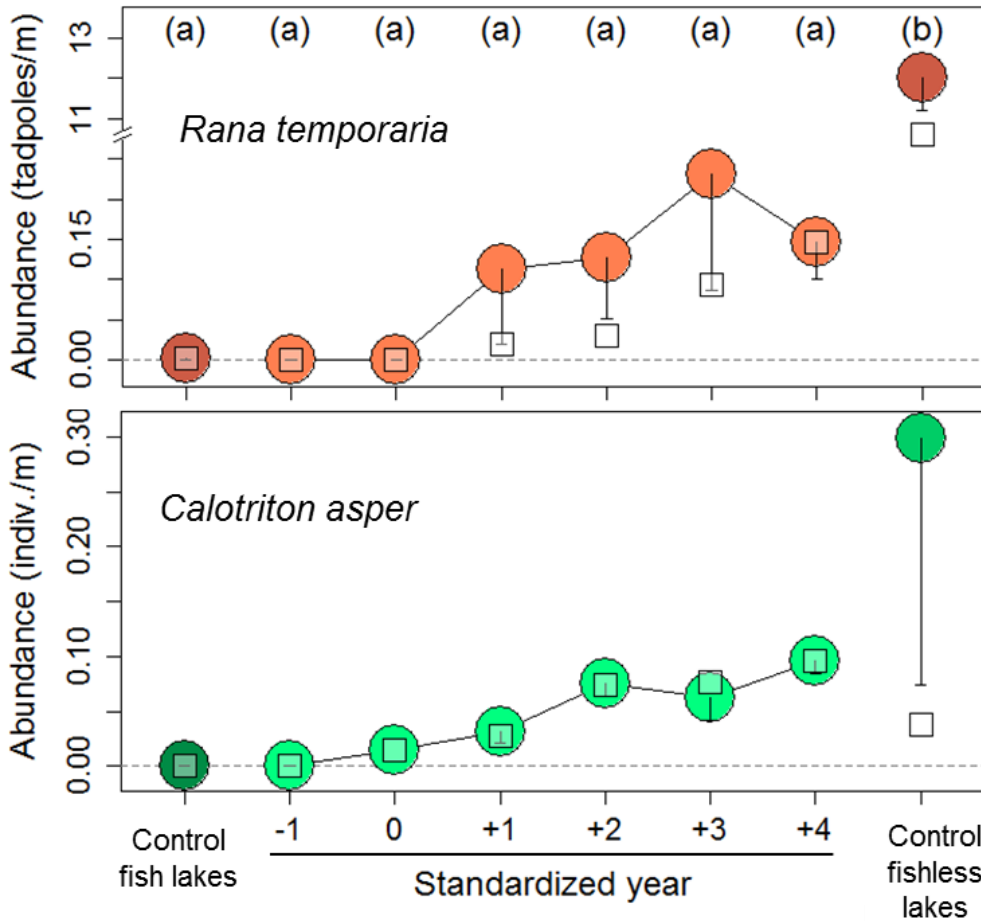 (a) (a) (a) (a) (a) (a) (a) (b)
Abundance (tadpoles/m)
13
11
0.15
0.00
Rana temporaria
Abundance (indiv./m)
0.30
0.20
0.10
0.00
Calotriton asper
-1 0 +1 +2 +3 +4
Control
fish lakes
Standardized year
Control
fishless
lakes